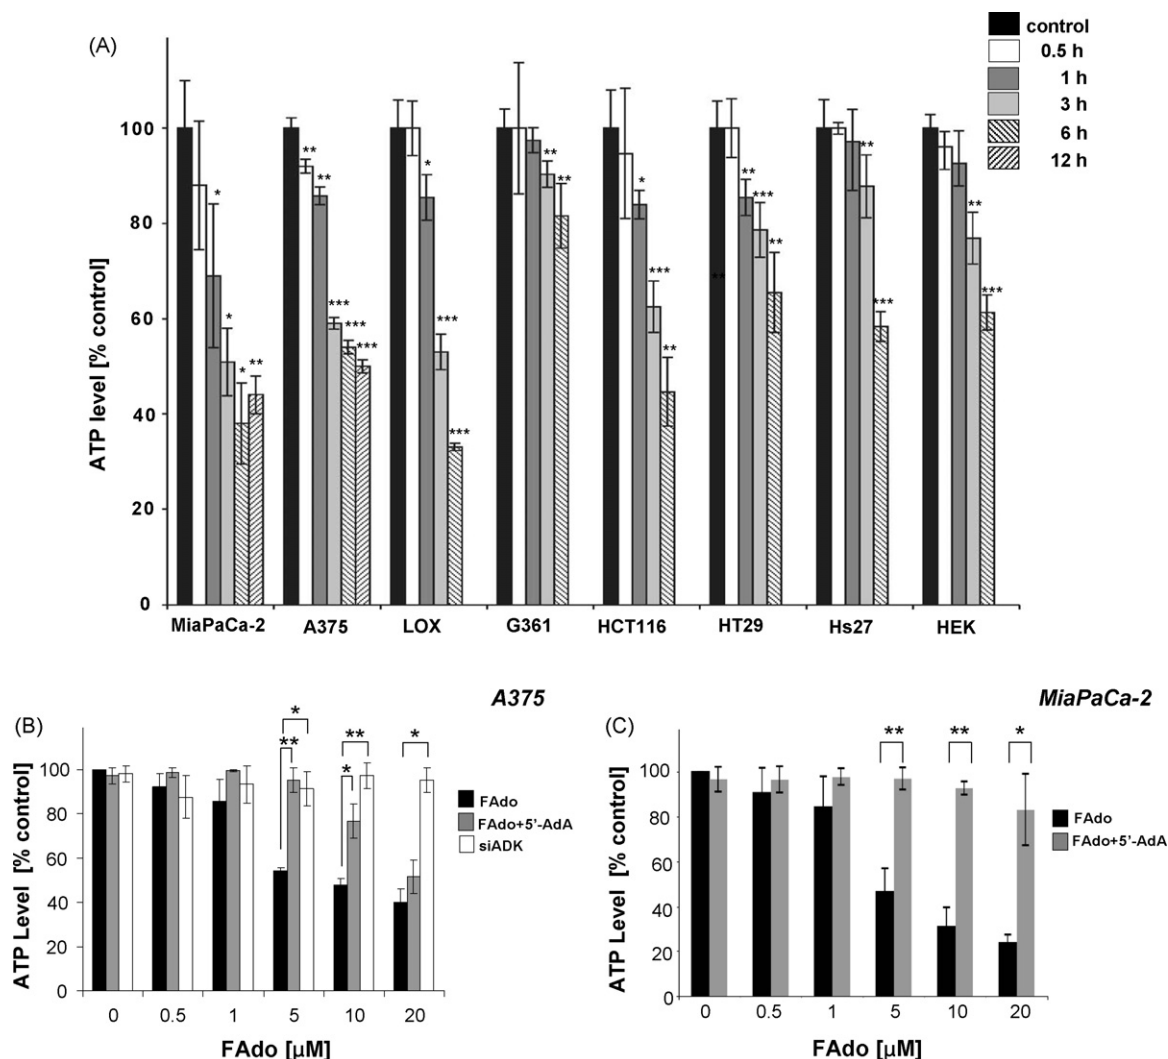 (A)
control
0.5 h
1 h
3 h
6 h
12 h
ATP level [% control]
100
80
60
40
20
0
** ** *** *** ***
* * * **
* *** ***
** **
* *** **
** ** *** **
** ***
** ***
MiaPaCa-2 A375 LOX G361 HCT116 HT29 Hs27 HEK
(B)
A375
ATP Level [% control]
100
80
60
40
20
0
* ** ** * *
FAdo
FAdo+5'-AdA
siADK
0 0.5 1 5 10 20
FAdo [µM]
(C)
MiaPaCa-2
ATP Level [% control]
100
80
60
40
20
0
** ** *
FAdo
FAdo+5'-AdA
0 0.5 1 5 10 20
FAdo [µM]